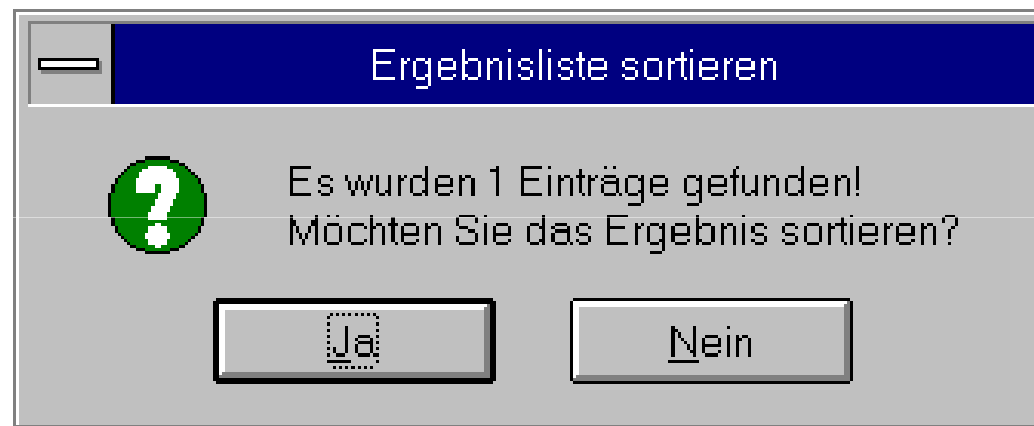 Ergebnisliste sortieren
Es wurden 1 Einträge gefunden!
Möchten Sie das Ergebnis sortieren?
Ja
Nein